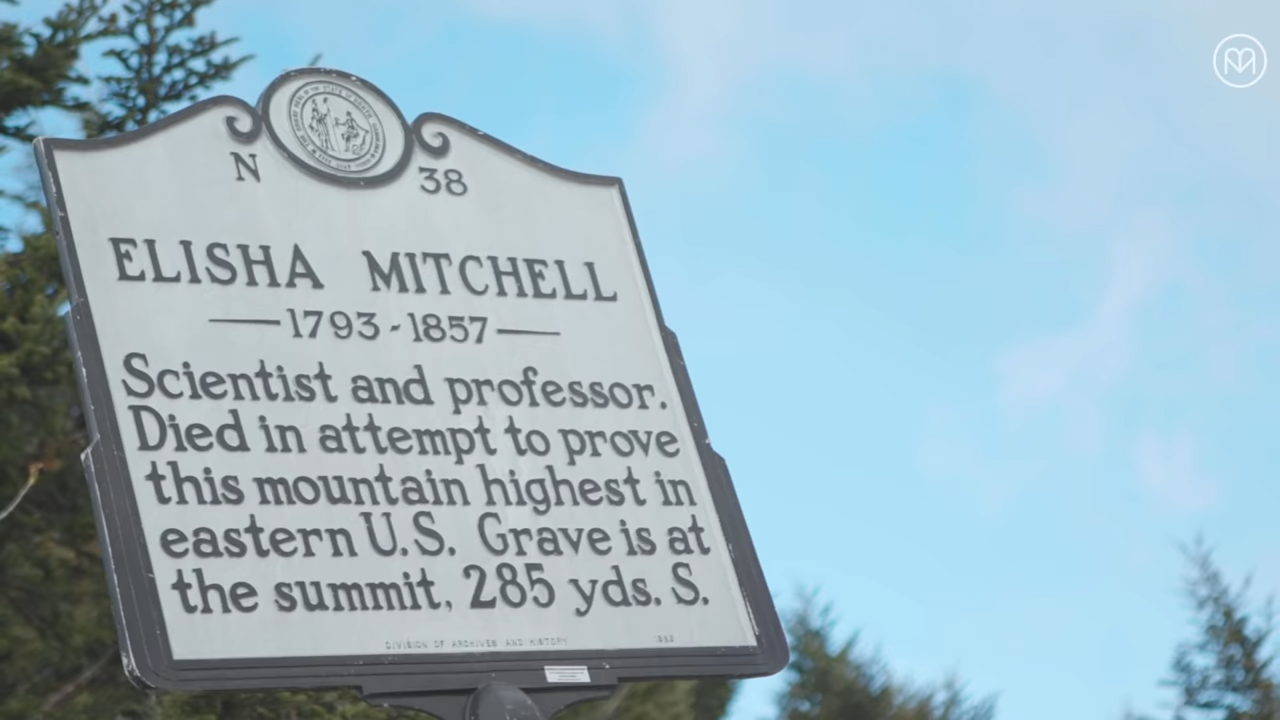 N 38
ELISHA MITCHELL
1793-1857
Scientist and professor.
Died in attempt to prove
this mountain highest in
eastern U.S. Grave is at
the summit, 285 yds. S.
DIVISION OF ARCHIVES AND HISTORY